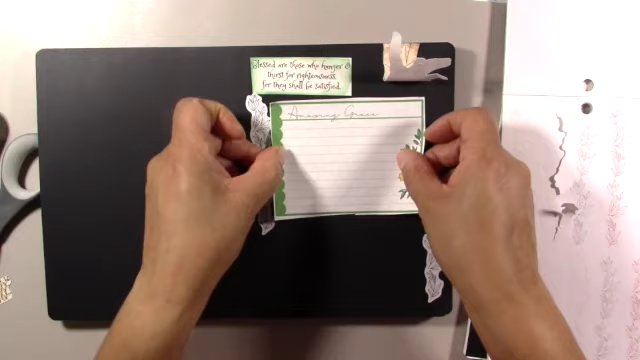 Blessed are those who hunger &
thirst for righteousness,
for they shall be satisfied.
Amazing Grace